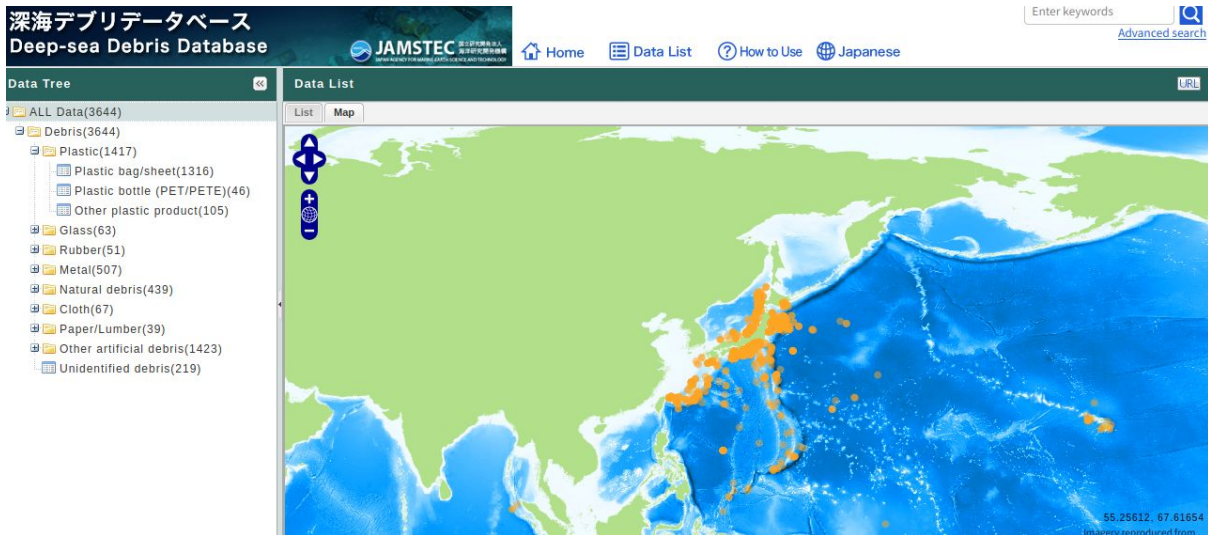 深海デブリデータベース
Deep-sea Debris Database
JAMSTEC
Home
Data List
How to Use
Japanese
Enter keywords
Advanced search
Data Tree
Data List
URL
ALL Data(3644)
Debris(3644)
Plastic(1417)
Plastic bag/sheet(1316)
Plastic bottle (PET/PETE)(46)
Other plastic product(105)
Glass(63)
Rubber(51)
Metal(507)
Natural debris(439)
Cloth(67)
Paper/Lumber(39)
Other artificial debris(1423)
Unidentified debris(219)
List
Map
55.25612, 67.61654
Imagery reproduced from